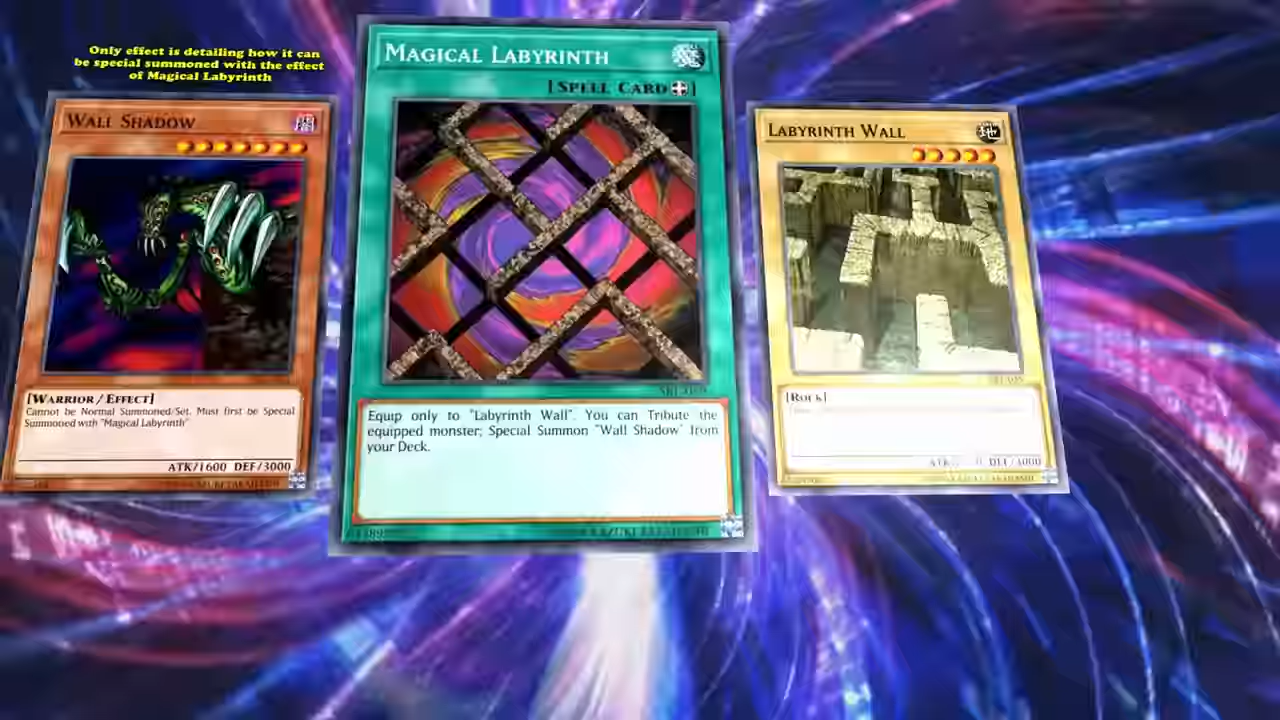 Only effect is detailing how it can
be special summoned with the effect
of Magical Labyrinth
WALL SHADOW
[WARRIOR / EFFECT]
Cannot be Normal Summoned/Set. Must first be Special
Summoned with "Magical Labyrinth"
ATK/1600 DEF/3000
MAGICAL LABYRINTH
[SPELL CARD]
Equip only to "Labyrinth Wall". You can Tribute the
equipped monster; Special Summon "Wall Shadow" from
your Deck.
LABYRINTH WALL
[ROCK]
DEF/3000